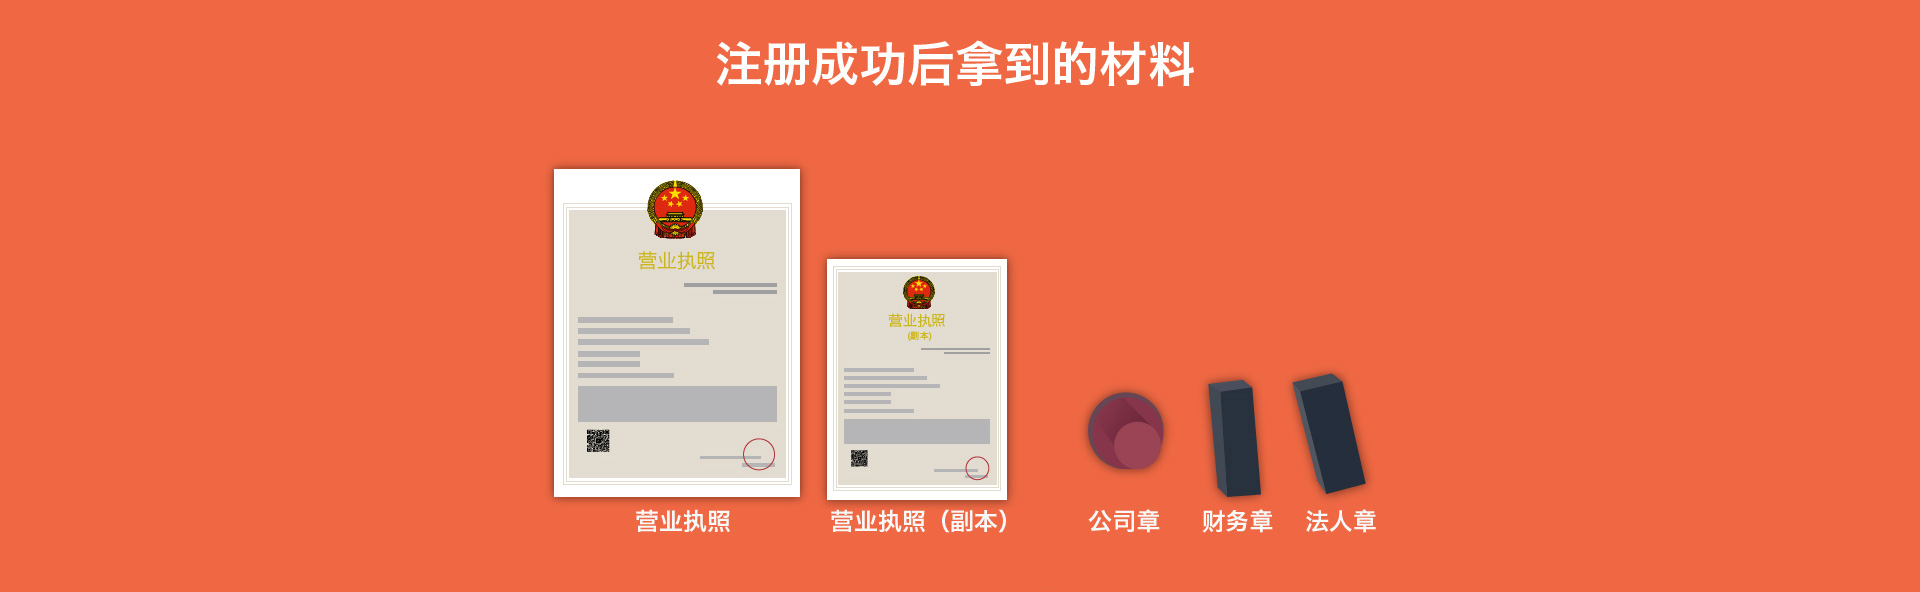 注册成功后拿到的材料
营业执照
营业执照
(副本)
营业执照
营业执照（副本）
公司章
财务章
法人章